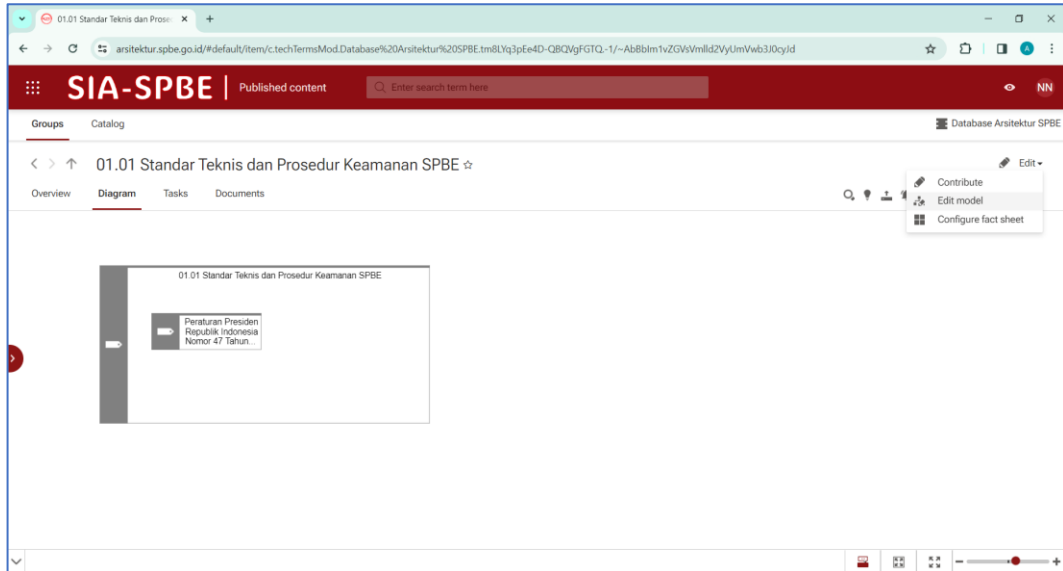 01.01 Standar Teknis dan Prose
arsitektur.spbe.go.id/#default/item/c.techTermsMod.Database%20Arsitektur%20SPBE.tm8LYq3pEe4D-QBQVgFGTQ.-1/~AbBbIm1vZGVsVmlld2VyUmVwb3J0cyJd
A
SIA-SPBE | Published content
Enter search term here
NN
Groups Catalog
Database Arsitektur SPBE
01.01 Standar Teknis dan Prosedur Keamanan SPBE
Edit
Overview Diagram Tasks Documents
Contribute
Edit model
Configure fact sheet
01.01 Standar Teknis dan Prosedur Keamanan SPBE
Peraturan Presiden
Republik Indonesia
Nomor 47 Tahun...